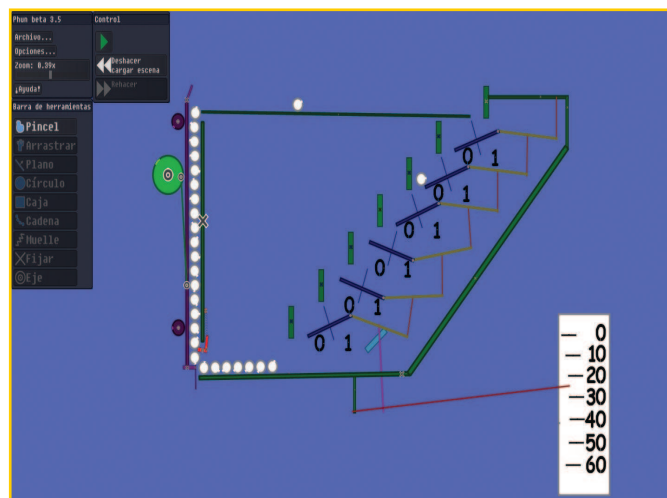 Phun beta 3.5
Archivo...
Opciones...
Zoom: 0.39x
¡Ayuda!
Control
Deshacer
cargar escena
Rehacer
Barra de herramientas
Pincel
Arrastrar
Plano
Círculo
Caja
Cadena
Muelle
Fijar
Eje
0 1
0 1
0 1
0 1
0 1
0 1
0
10
20
30
40
50
60